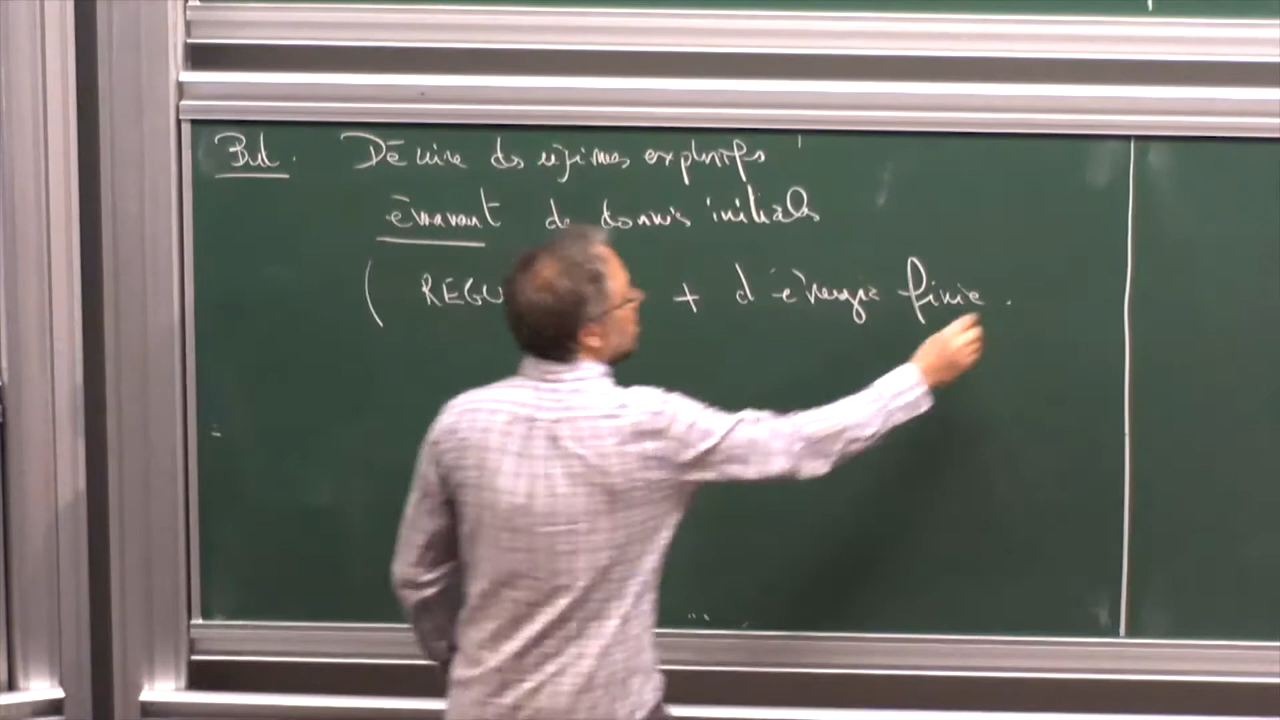 But. Décrire des régimes explosifs
émanant de données initiales
( REGU + d'énergie finie.